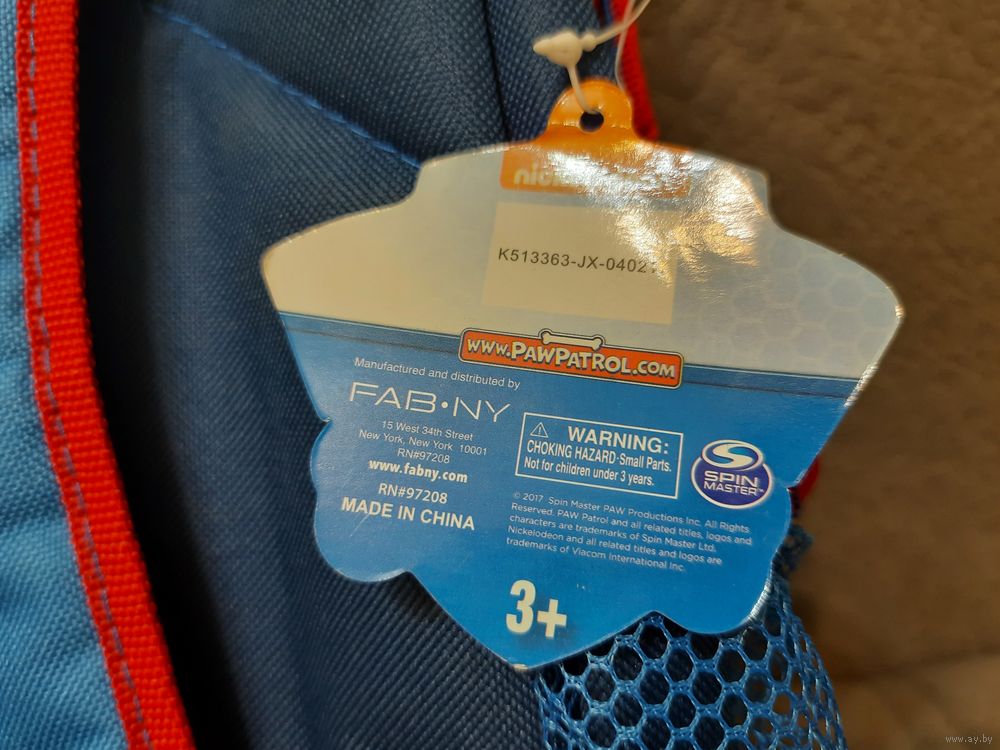 K513363-JX-0402
www.PAWPATROL.COM
Manufactured and distributed by
FAB•NY
15 West 34th Street
New York, New York 10001
RN#97208
www.fabny.com
RN#97208
MADE IN CHINA
WARNING:
CHOKING HAZARD-Small Parts.
Not for children under 3 years.
SPIN
MASTER™
© 2017 Spin Master PAW Productions Inc. All Rights
Reserved. PAW Patrol and all related titles, logos and
characters are trademarks of Spin Master Ltd.
Nickelodeon and all related titles and logos are
trademarks of Viacom International Inc.
3+
www.ay.by